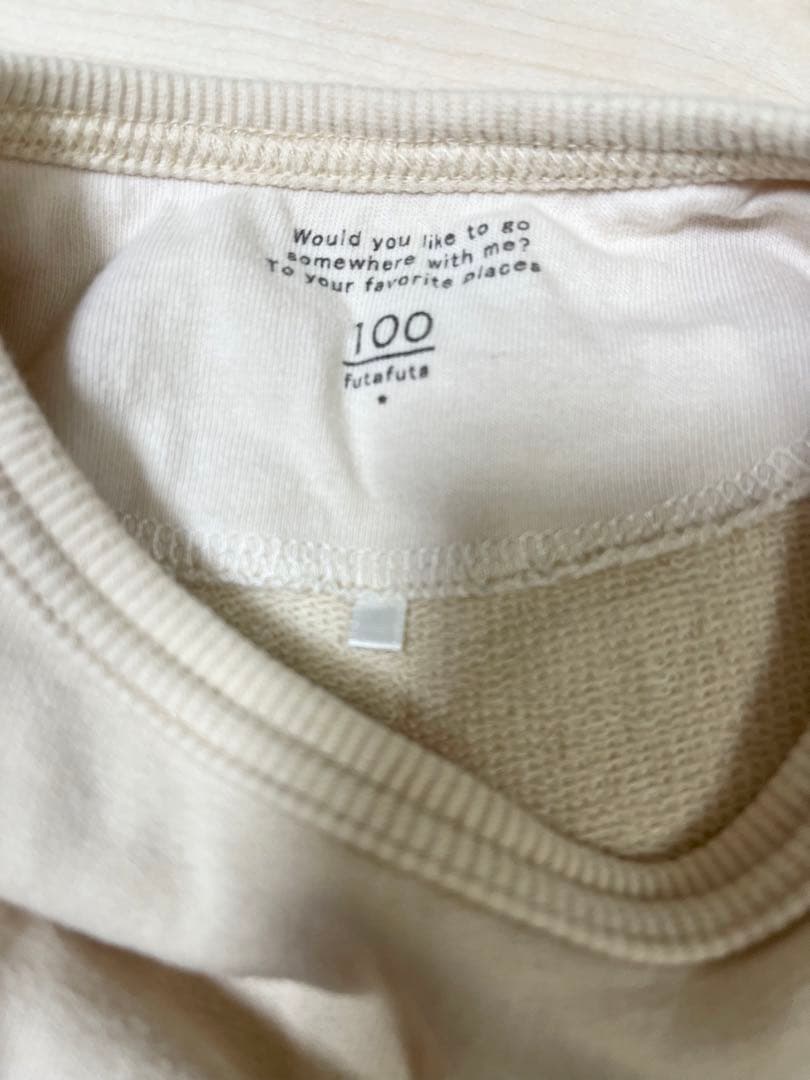 Would you like to go
somewhere with me?
To your favorite places
100
futafuta